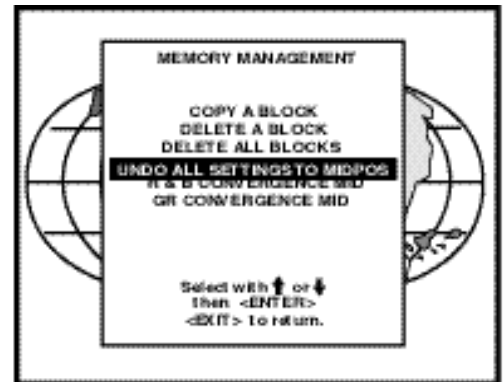 MEMORY MANAGEMENT
COPY A BLOCK
DELETE A BLOCK
DELETE ALL BLOCKS
UNDO ALL SETTINGS TO MIDPOS
R & B CONVERGENCE MID
GR CONVERGENCE MID
Select with ⬆ or ⬇
then <ENTER>
<EXIT> to return.